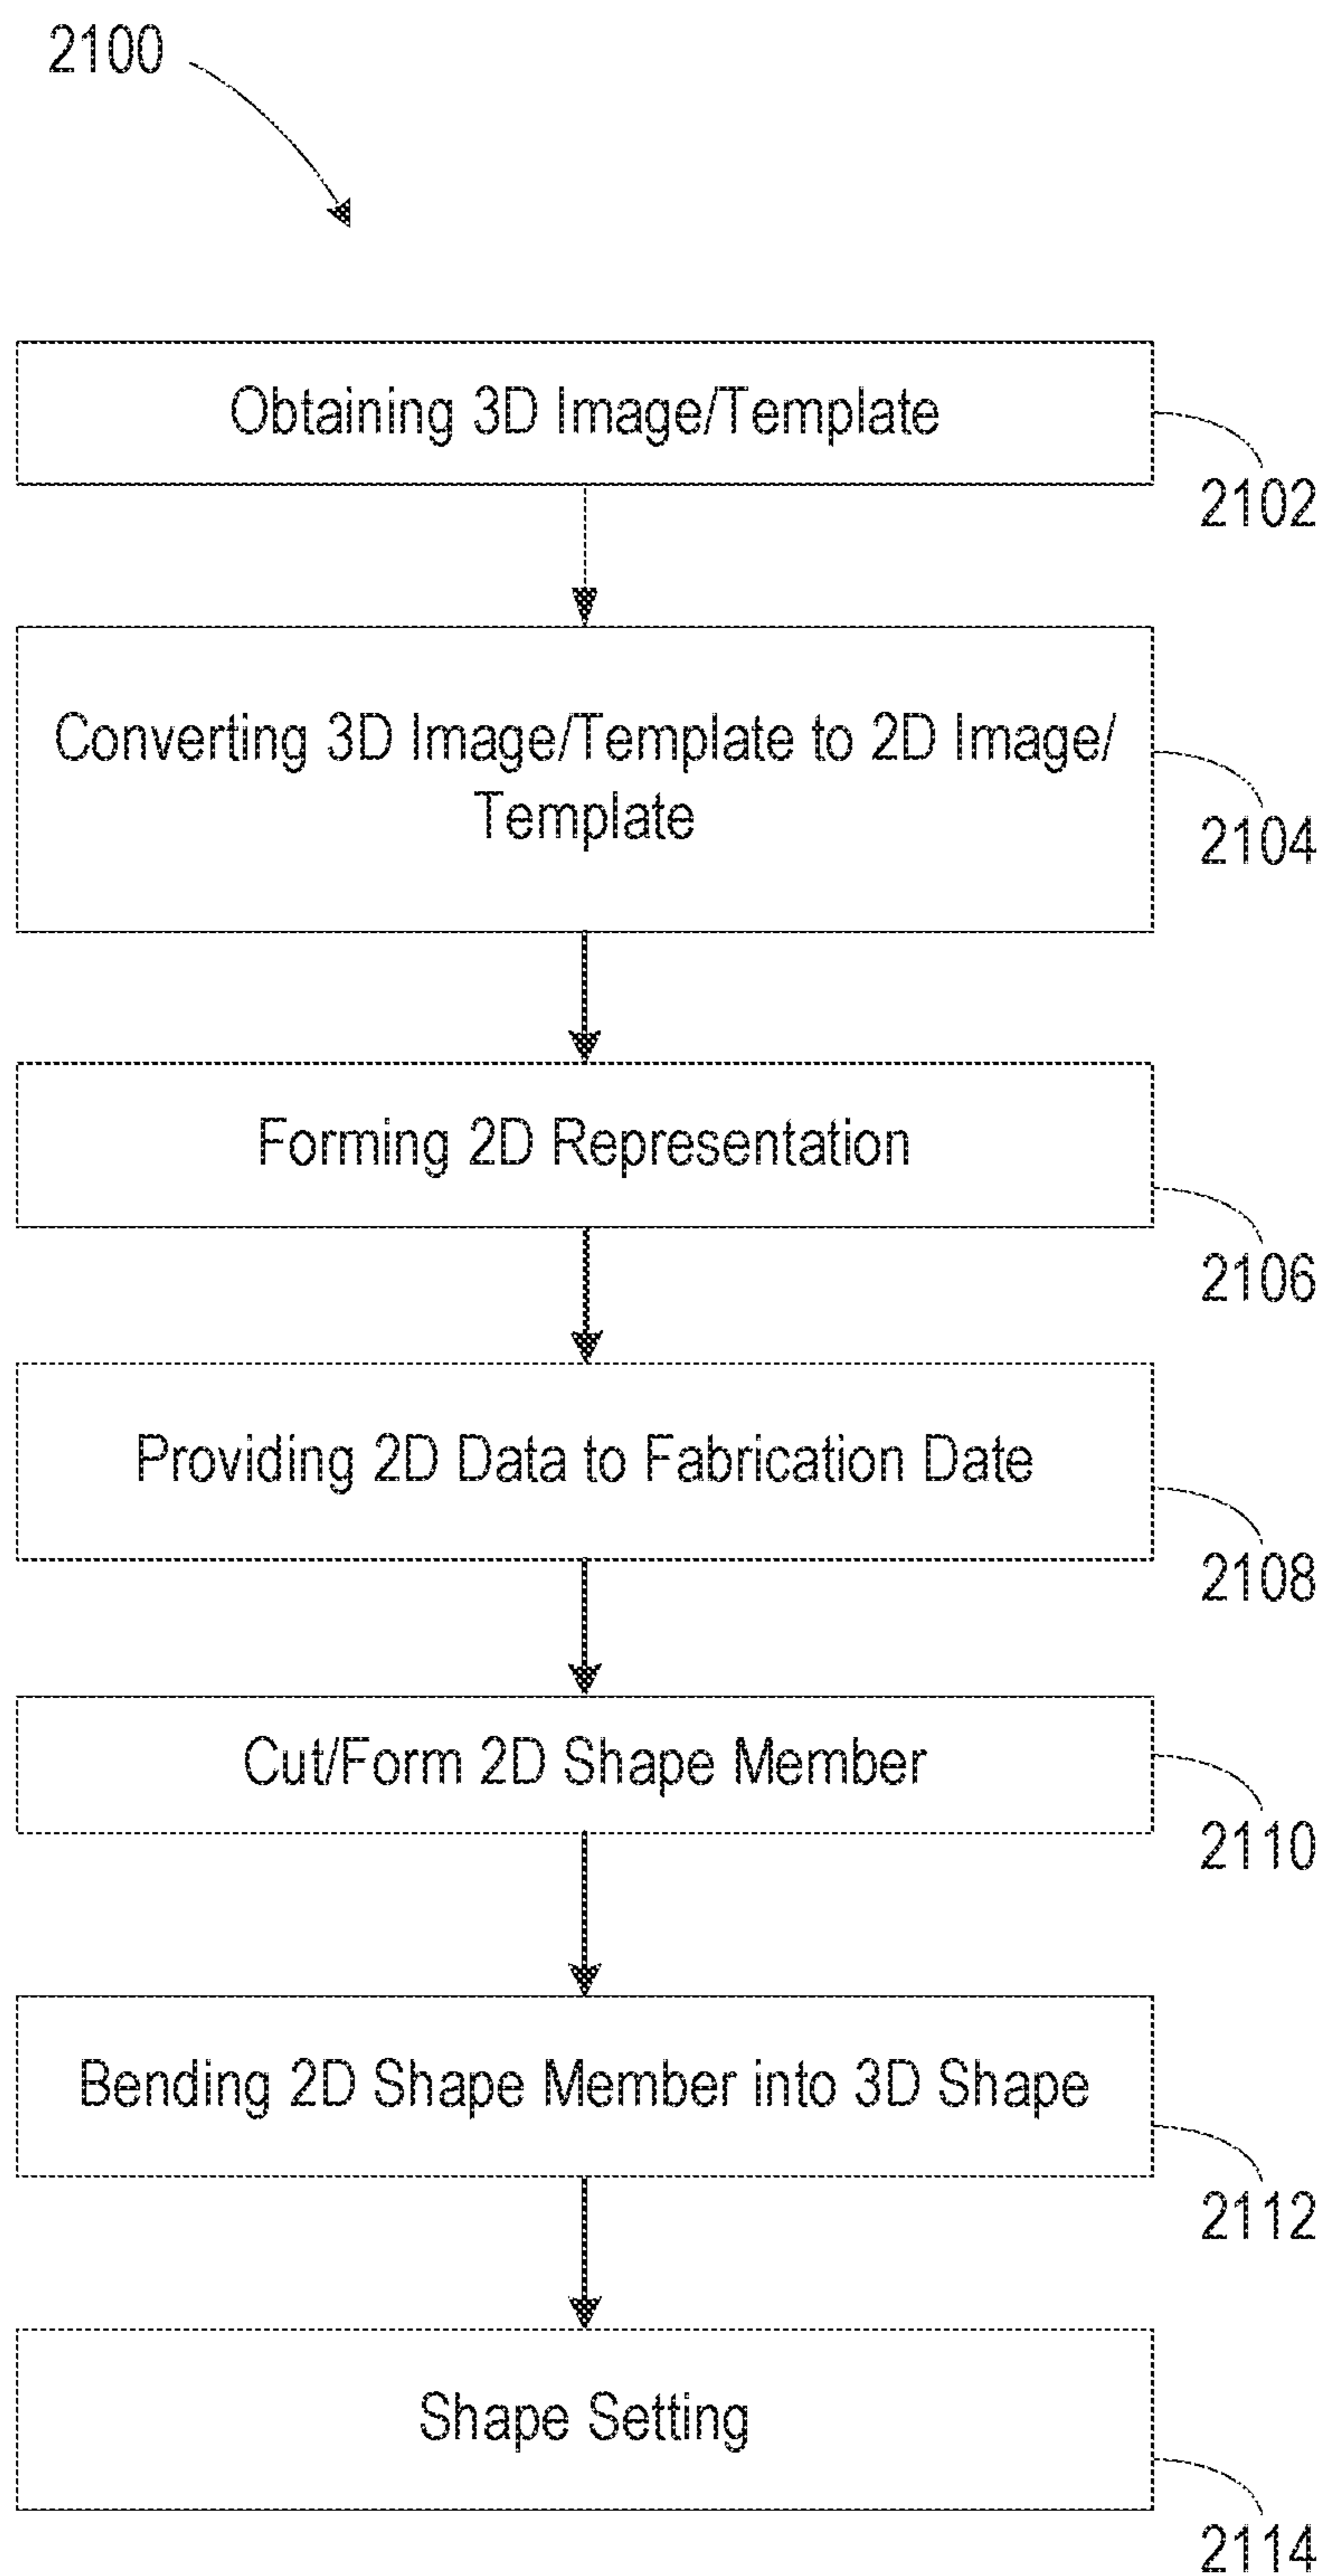 2100
Obtaining 3D Image/Template
2102
Converting 3D Image/Template to 2D Image/
Template
2104
Forming 2D Representation
2106
Providing 2D Data to Fabrication Date
2108
Cut/Form 2D Shape Member
2110
Bending 2D Shape Member into 3D Shape
2112
Shape Setting
2114